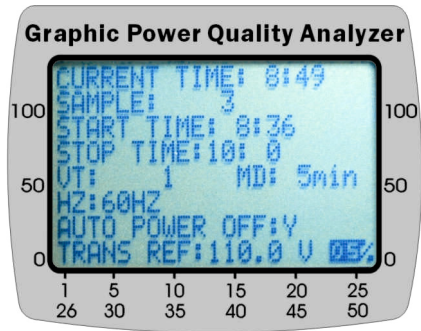 Graphic Power Quality Analyzer
CURRENT TIME: 8:49
SAMPLE: 3
START TIME: 8:36
STOP TIME:10: 0
VT: 1 MD: 5min
HZ:60HZ
AUTO POWER OFF:Y
TRANS REF:110.0 V 05%
100
50
0
100
50
0
1 5 10 15 20 25
26 30 35 40 45 50